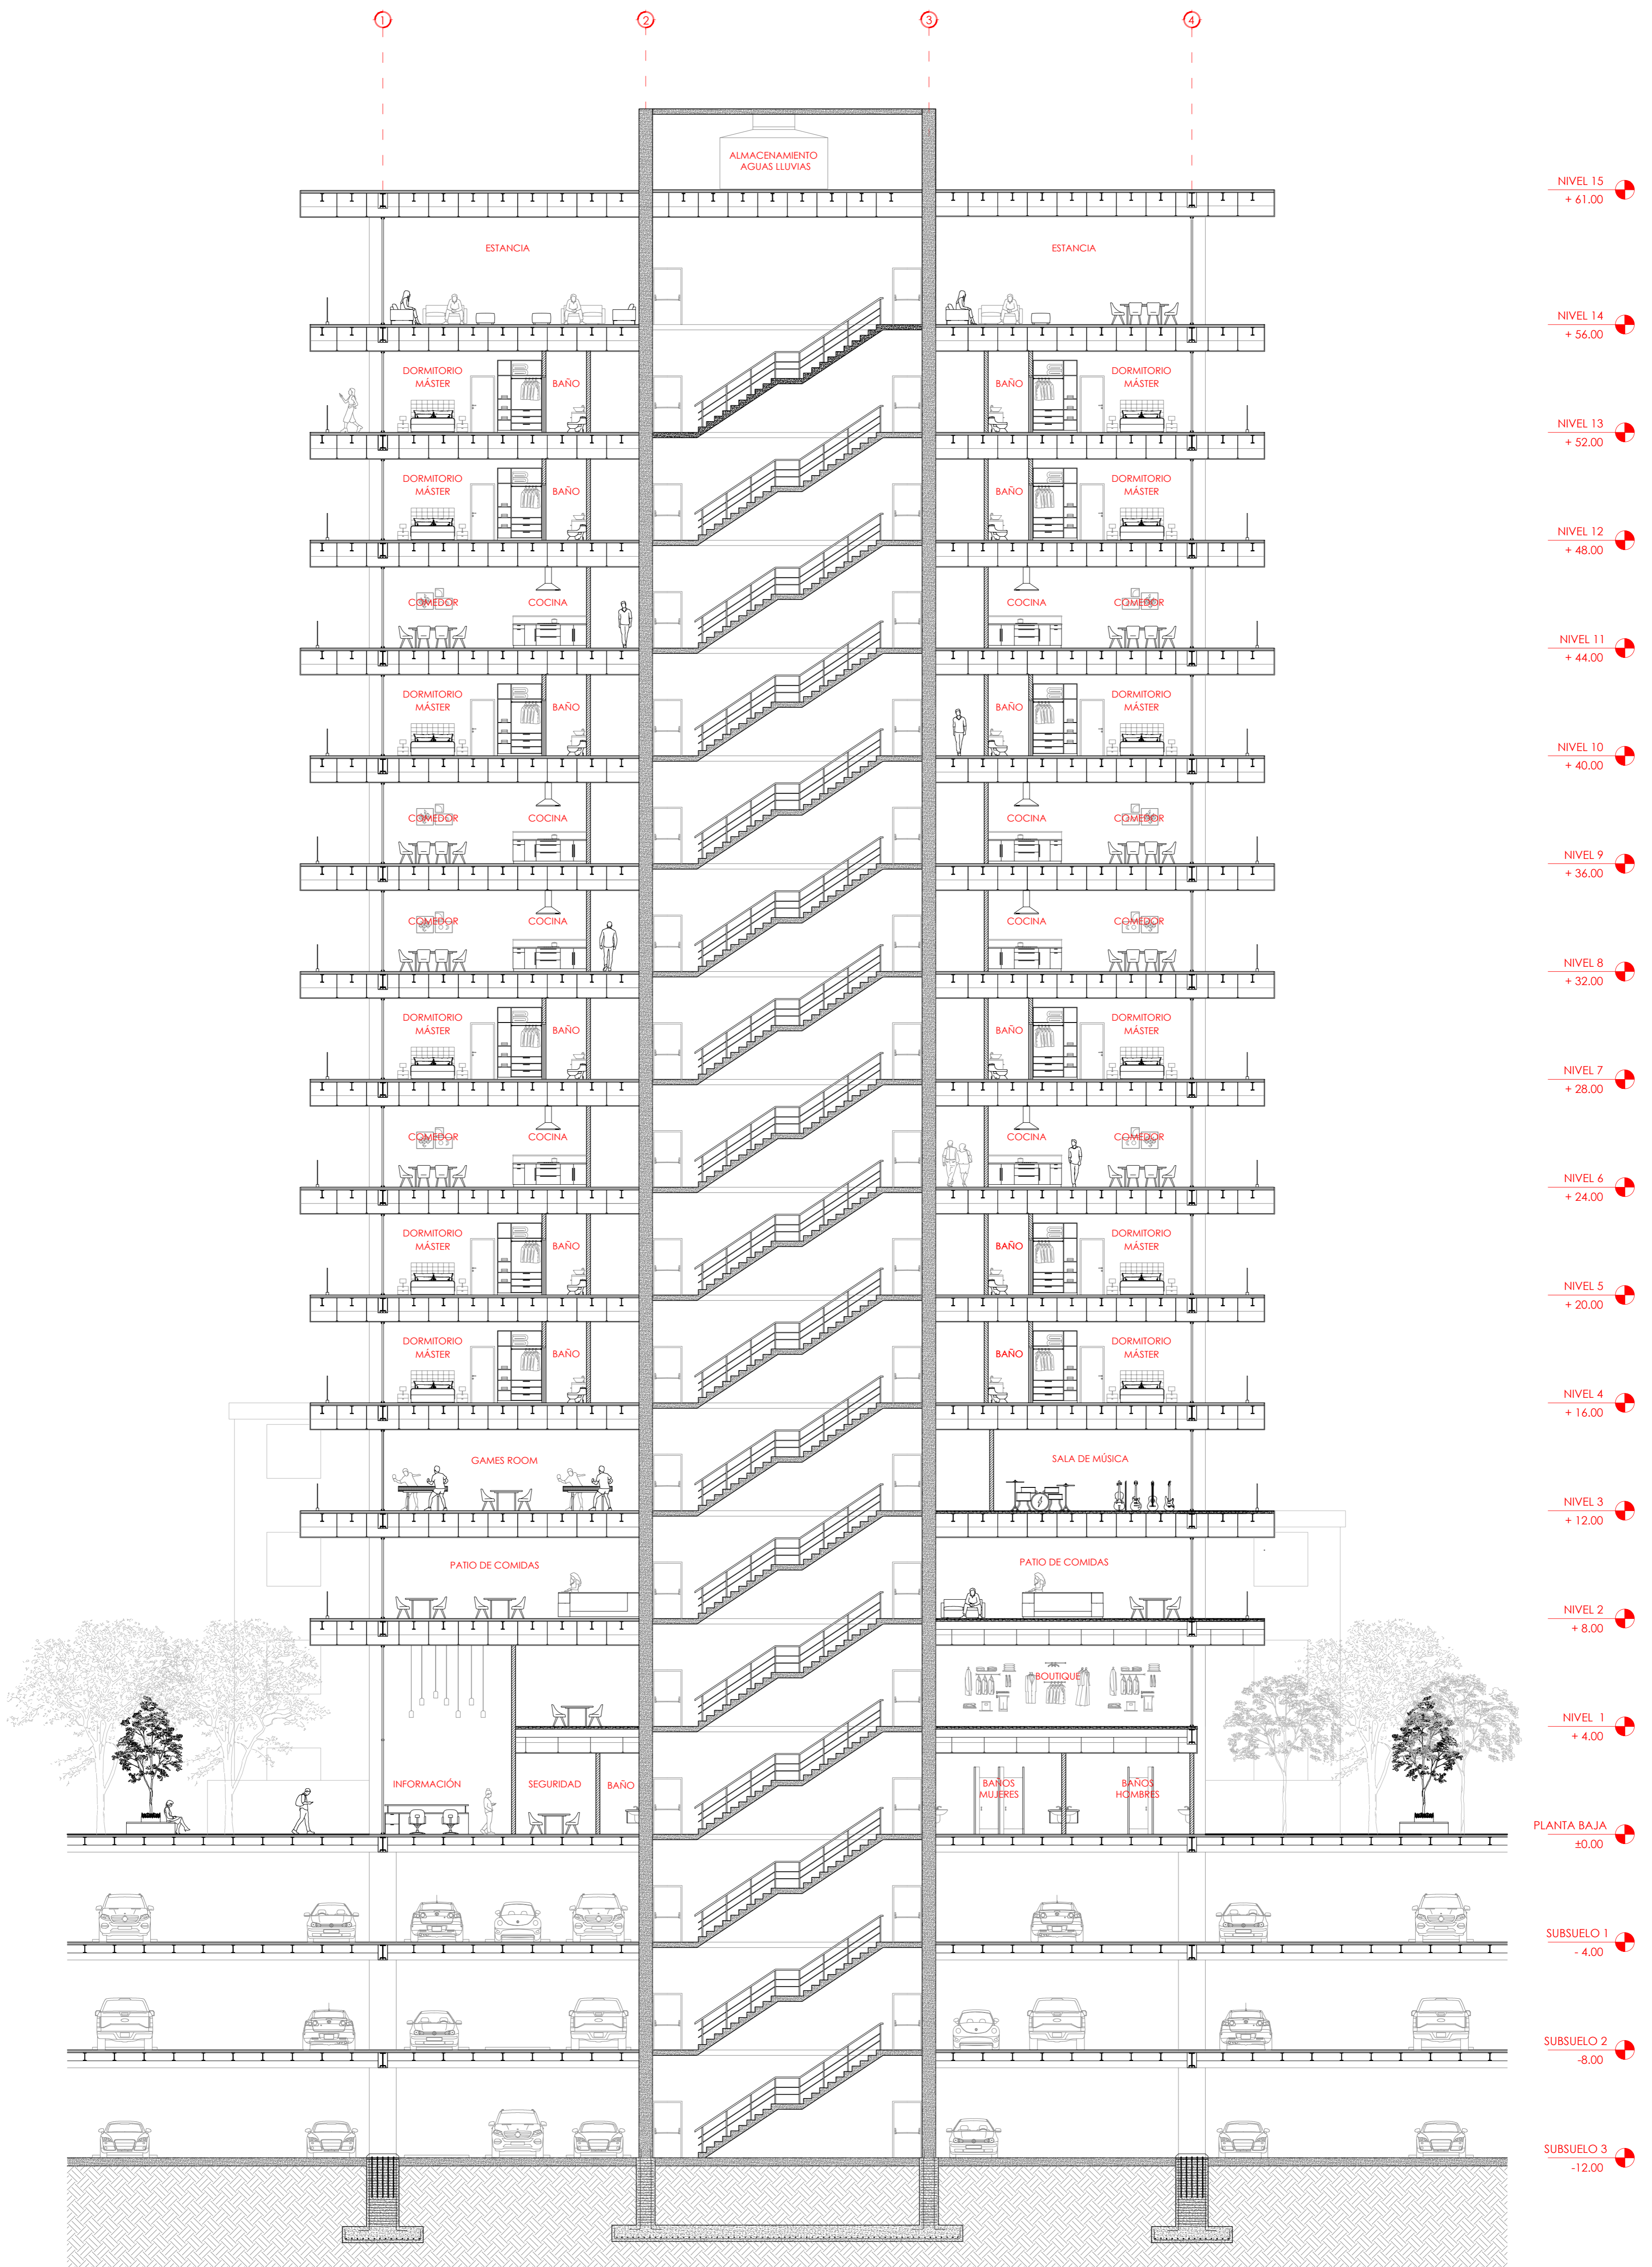 1 2 3 4
ALMACENAMIENTO
AGUAS LLUVIAS
NIVEL 15
+ 61.00
ESTANCIA ESTANCIA
NIVEL 14
+ 56.00
DORMITORIO
MÁSTER
BAÑO
BAÑO
DORMITORIO
MÁSTER
NIVEL 13
+ 52.00
DORMITORIO
MÁSTER
BAÑO
BAÑO
DORMITORIO
MÁSTER
NIVEL 12
+ 48.00
COMEDOR COCINA COCINA COMEDOR
NIVEL 11
+ 44.00
DORMITORIO
MÁSTER
BAÑO
BAÑO
DORMITORIO
MÁSTER
NIVEL 10
+ 40.00
COMEDOR COCINA COCINA COMEDOR
NIVEL 9
+ 36.00
COMEDOR COCINA COCINA COMEDOR
NIVEL 8
+ 32.00
DORMITORIO
MÁSTER
BAÑO
BAÑO
DORMITORIO
MÁSTER
NIVEL 7
+ 28.00
COMEDOR COCINA COCINA COMEDOR
NIVEL 6
+ 24.00
DORMITORIO
MÁSTER
BAÑO
BAÑO
DORMITORIO
MÁSTER
NIVEL 5
+ 20.00
DORMITORIO
MÁSTER
BAÑO
BAÑO
DORMITORIO
MÁSTER
NIVEL 4
+ 16.00
GAMES ROOM SALA DE MÚSICA
NIVEL 3
+ 12.00
PATIO DE COMIDAS PATIO DE COMIDAS
NIVEL 2
+ 8.00
BOUTIQUE
NIVEL 1
+ 4.00
INFORMACIÓN SEGURIDAD BAÑO
BAÑOS
MUJERES
BAÑOS
HOMBRES
PLANTA BAJA
±0.00
SUBSUELO 1
- 4.00
SUBSUELO 2
-8.00
SUBSUELO 3
-12.00